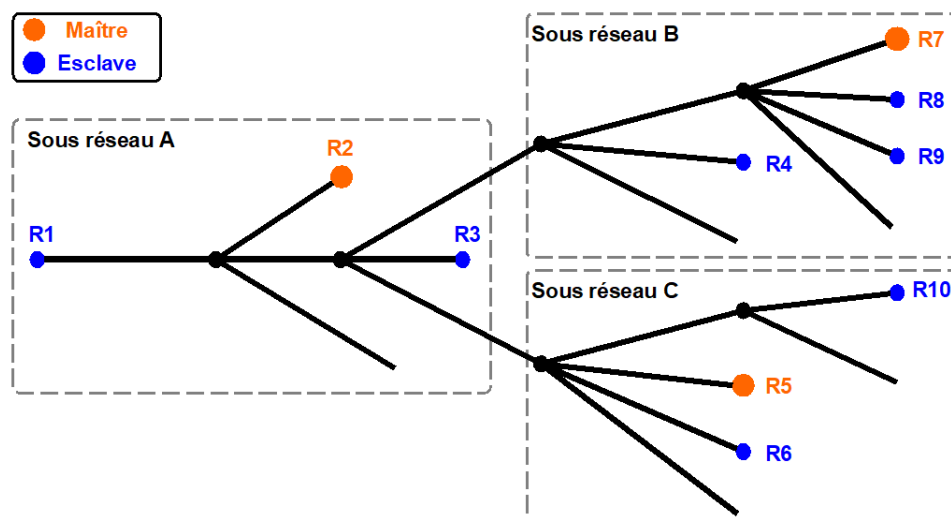 Maître
Esclave
Sous réseau A
R1
R2
R3
Sous réseau B
R4
R7
R8
R9
Sous réseau C
R10
R5
R6